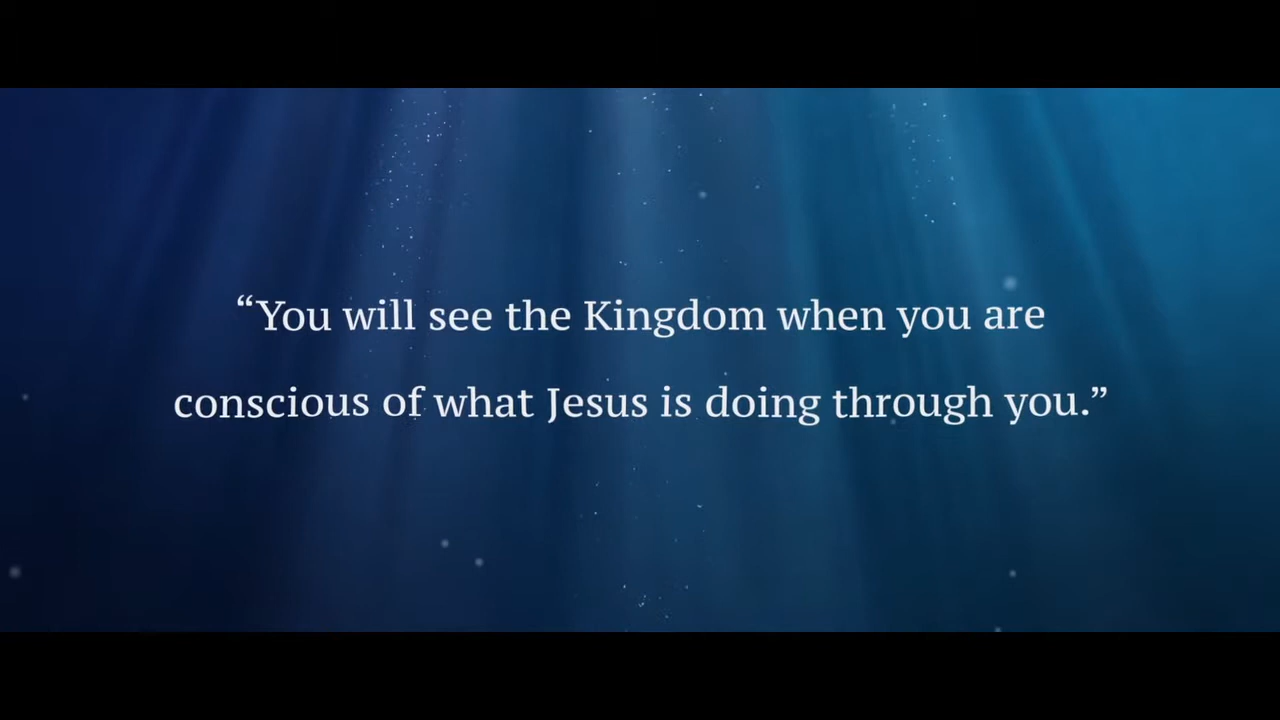 “You will see the Kingdom when you are
conscious of what Jesus is doing through you.”